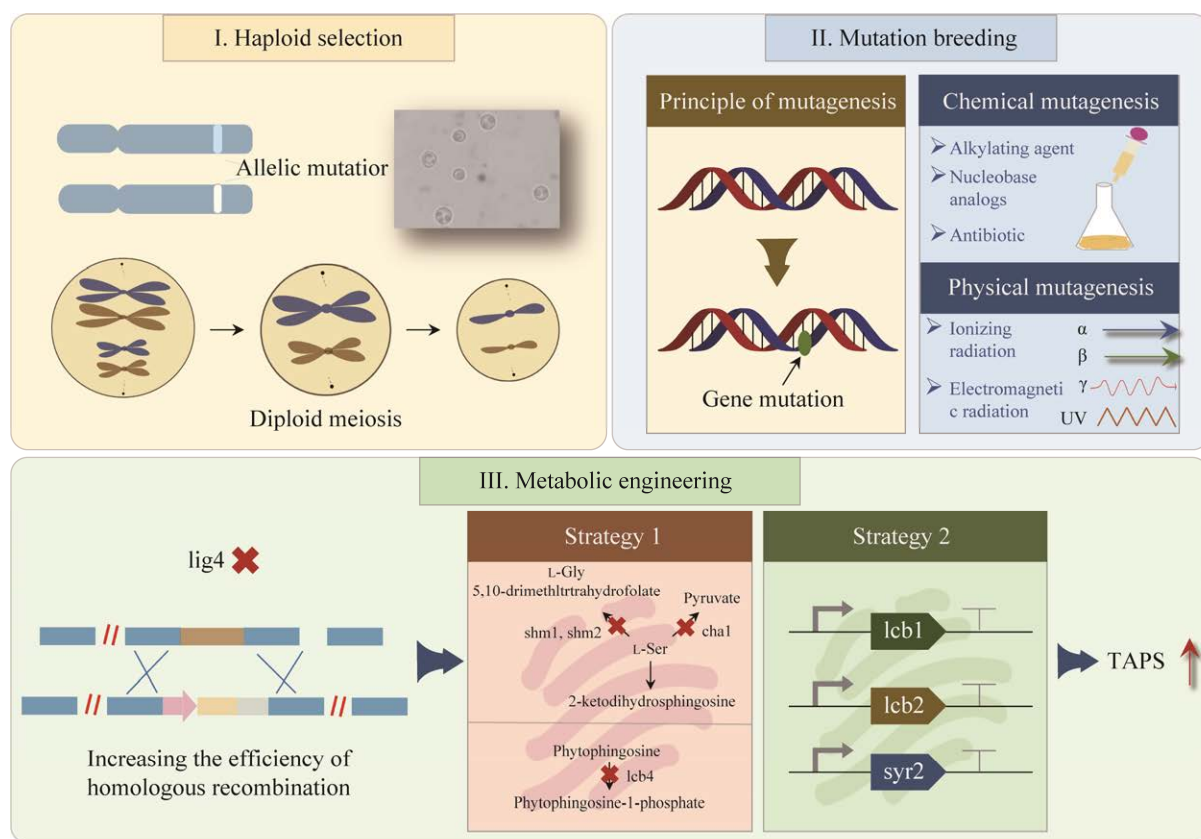 I. Haploid selection
Allelic mutatior
Diploid meiosis
II. Mutation breeding
Principle of mutagenesis
Gene mutation
Chemical mutagenesis
Alkylating agent
Nucleobase
analogs
Antibiotic
Physical mutagenesis
Ionizing
radiation
α
β
Electromagneti
c radiation
γ
UV
III. Metabolic engineering
lig4
Increasing the efficiency of
homologous recombination
Strategy 1
L-Gly
5,10-drimethltrtrahydrofolate
Pyruvate
shm1, shm2
cha1
L-Ser
2-ketodihydrosphingosine
Phytophingosine
lcb4
Phytophingosine-1-phosphate
Strategy 2
lcb1
lcb2
syr2
TAPS